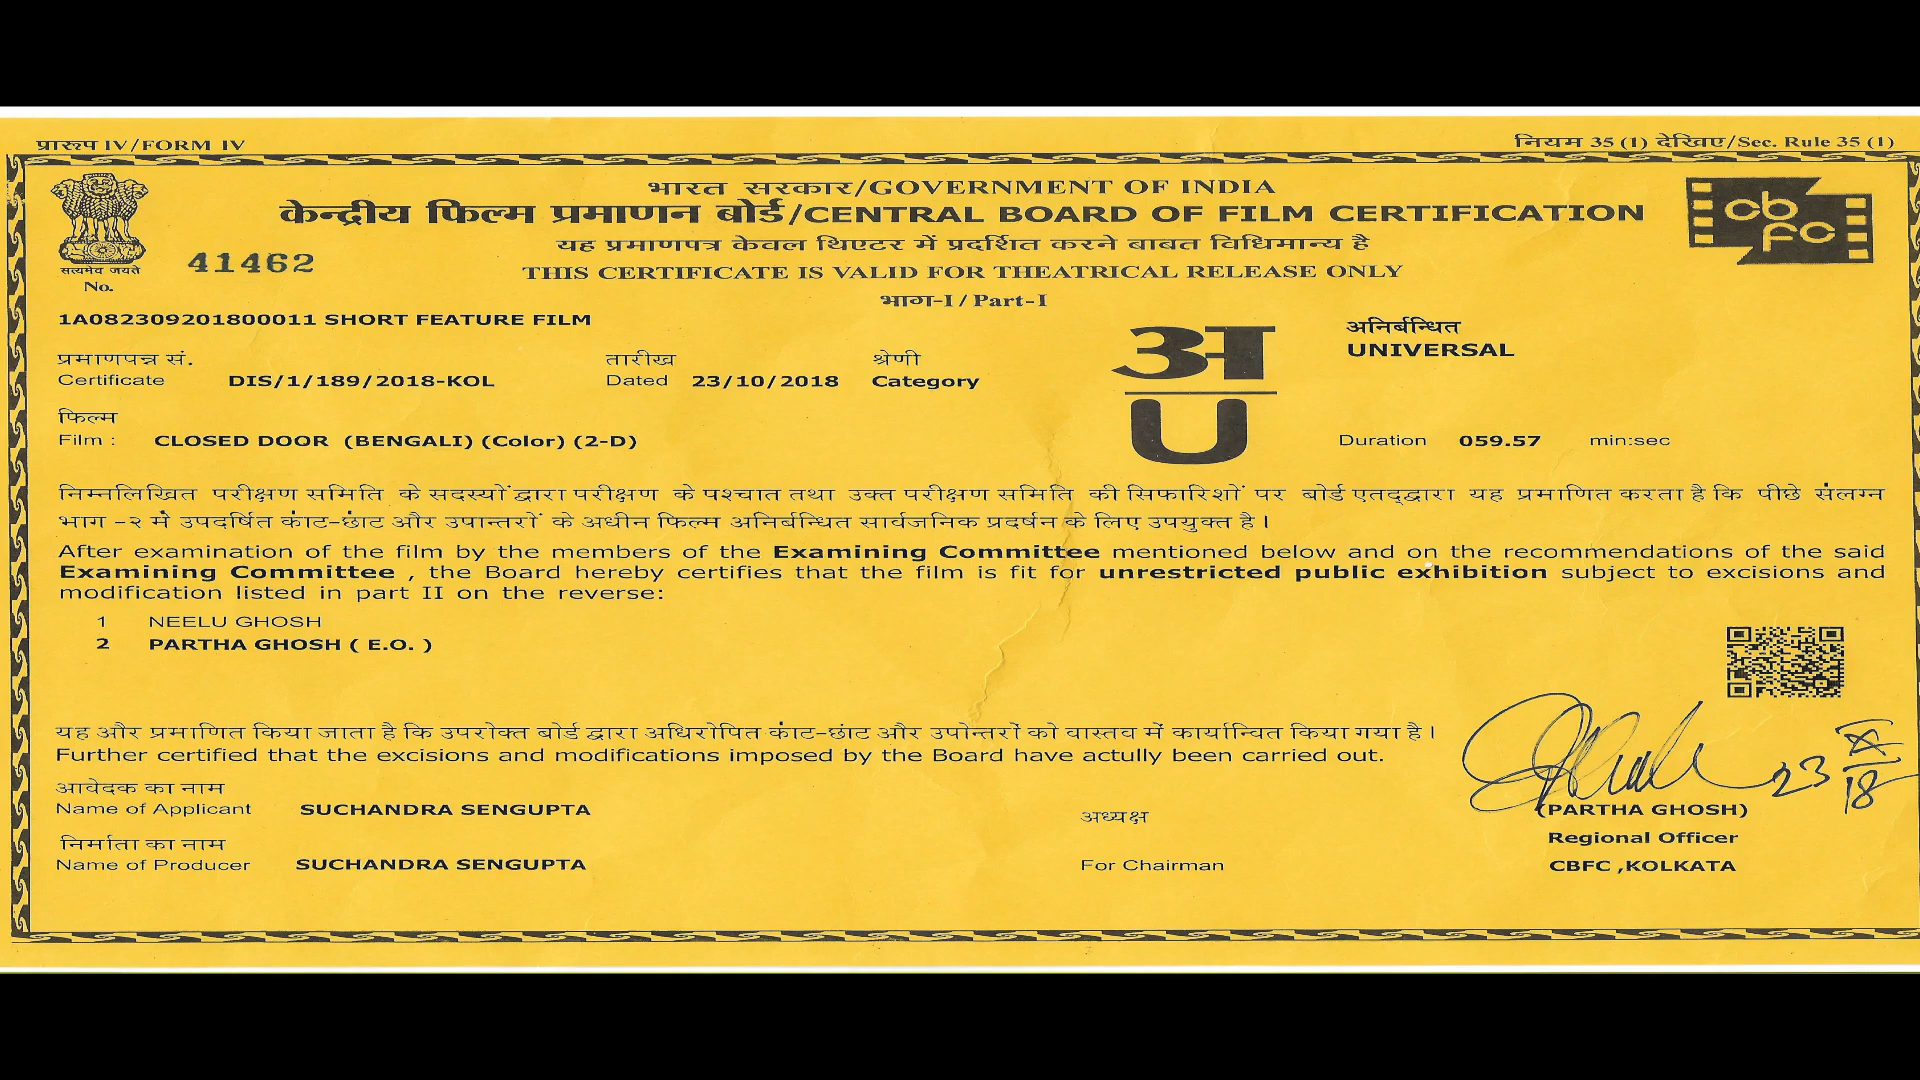 प्रारूप IV/FORM IV
नियम 35 (1) देखिए/Sec. Rule 35 (1)
भारत सरकार/GOVERNMENT OF INDIA
केन्द्रीय फिल्म प्रमाणन बोर्ड/CENTRAL BOARD OF FILM CERTIFICATION
cbfc
यह प्रमाणपत्र केवल थिएटर में प्रदर्शित करने बाबत विधिमान्य है
सत्यमेव जयते
No. 41462
THIS CERTIFICATE IS VALID FOR THEATRICAL RELEASE ONLY
भाग-I / Part-I
1A082309201800011 SHORT FEATURE FILM
अ
U
अनिर्बन्धित
UNIVERSAL
प्रमाणपन्न सं. तारीख श्रेणी
Certificate DIS/1/189/2018-KOL Dated 23/10/2018 Category
फिल्म
Film : CLOSED DOOR (BENGALI) (Color) (2-D) Duration 059.57 min:sec
निम्नलिखित परीक्षण समिति के सदस्यों द्वारा परीक्षण के पश्चात तथा उक्त परीक्षण समिति की सिफारिशों पर बोर्ड एतद्द्वारा यह प्रमाणित करता है कि पीछे संलग्न
भाग -२ में उपदर्षित कांट-छांट और उपान्तरों के अधीन फिल्म अनिर्बन्धित सार्वजनिक प्रदर्षन के लिए उपयुक्त है।
After examination of the film by the members of the Examining Committee mentioned below and on the recommendations of the said
Examining Committee , the Board hereby certifies that the film is fit for unrestricted public exhibition subject to excisions and
modification listed in part II on the reverse:
1 NEELU GHOSH
2 PARTHA GHOSH ( E.O. )
यह और प्रमाणित किया जाता है कि उपरोक्त बोर्ड द्वारा अधिरोपित कांट-छांट और उपोन्तरों को वास्तव में कार्यान्वित किया गया है।
Further certified that the excisions and modifications imposed by the Board have actully been carried out.
23 X/18
आवेदक का नाम
Name of Applicant SUCHANDRA SENGUPTA
अध्यक्ष
(PARTHA GHOSH)
Regional Officer
निर्माता का नाम
Name of Producer SUCHANDRA SENGUPTA
For Chairman
CBFC ,KOLKATA